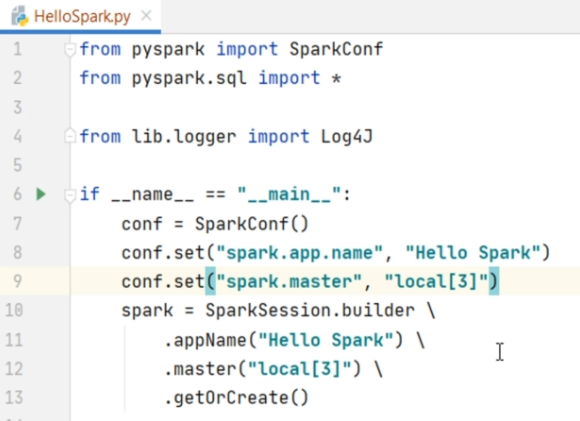 HelloSpark.py
1 from pyspark import SparkConf
2 from pyspark.sql import *
3
4 from lib.logger import Log4J
5
6 if __name__ == "__main__":
7 conf = SparkConf()
8 conf.set("spark.app.name", "Hello Spark")
9 conf.set("spark.master", "local[3]")
10 spark = SparkSession.builder \
11 .appName("Hello Spark") \
12 .master("local[3]") \
13 .getOrCreate()